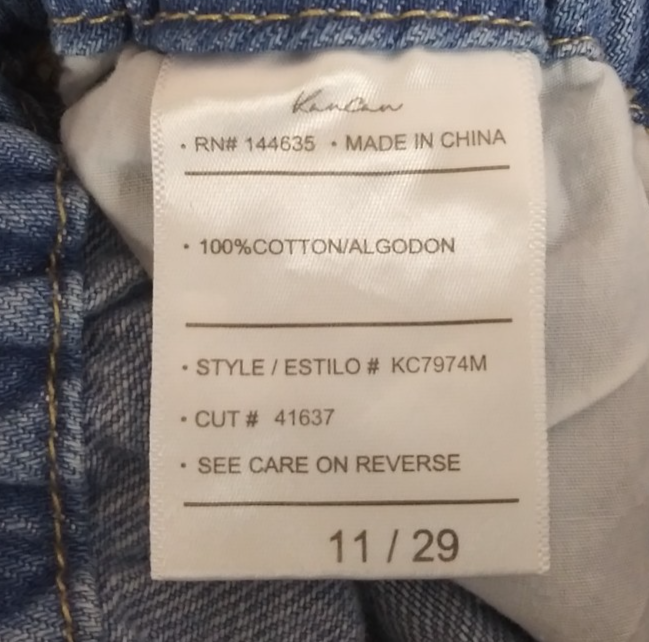 KanCan
• RN# 144635 • MADE IN CHINA
• 100%COTTON/ALGODON
• STYLE / ESTILO # KC7974M
• CUT # 41637
• SEE CARE ON REVERSE
11 / 29